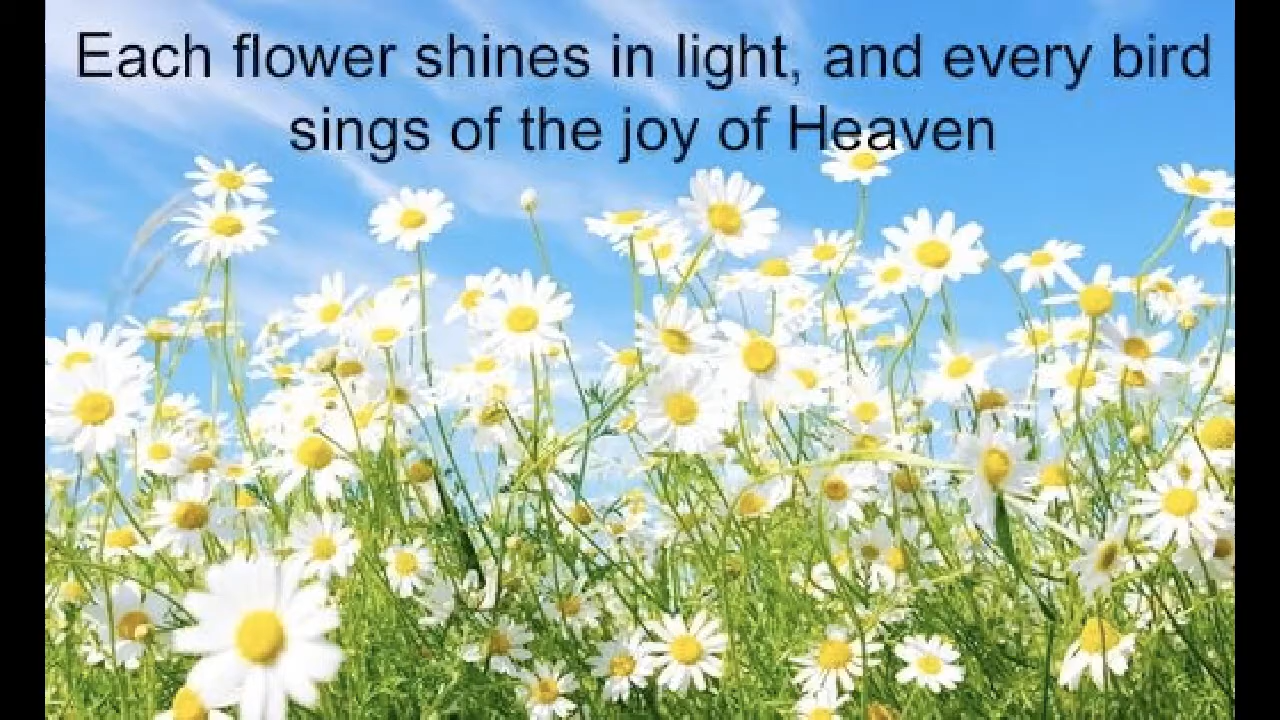 Each flower shines in light, and every bird
sings of the joy of Heaven